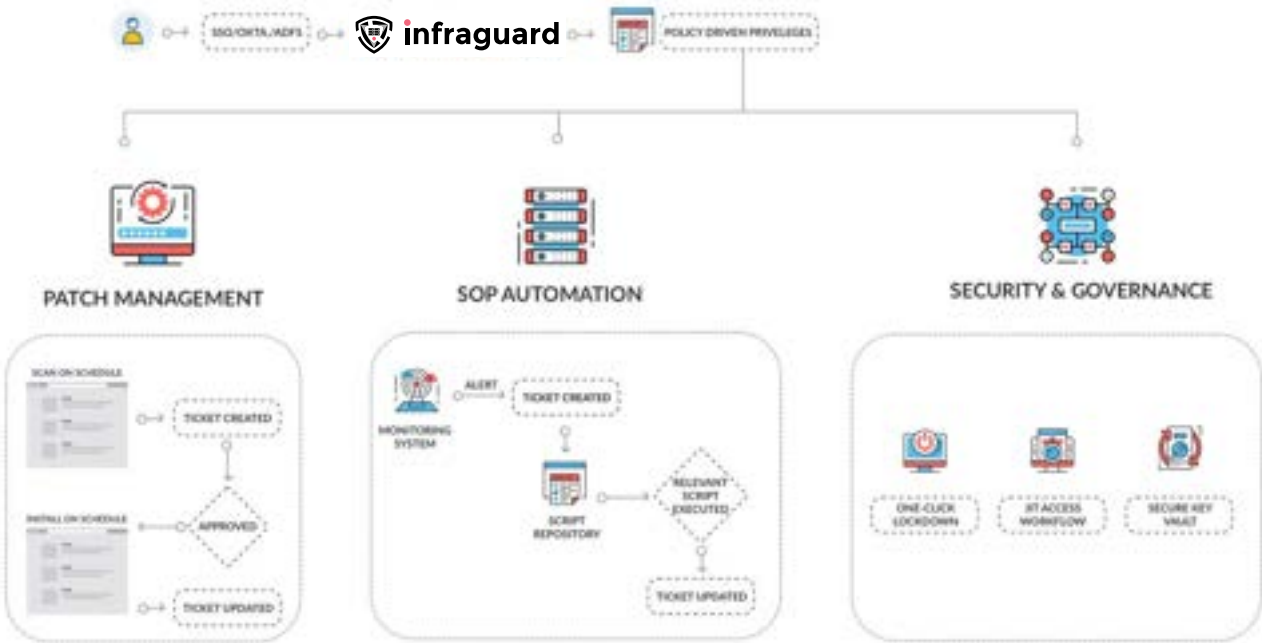 SSO/OKTA/ADFS
infraguard
POLICY DRIVEN PRIVELEGES
PATCH MANAGEMENT
SOP AUTOMATION
SECURITY & GOVERNANCE
SCAN ON SCHEDULE
TICKET CREATED
APPROVED
INSTALL ON SCHEDULE
TICKET UPDATED
MONITORING
SYSTEM
ALERT
TICKET CREATED
SCRIPT
REPOSITORY
RELEVANT
SCRIPT
EXECUTED
TICKET UPDATED
ONE-CLICK
LOCKDOWN
JIT ACCESS
WORKFLOW
SECURE KEY
VAULT